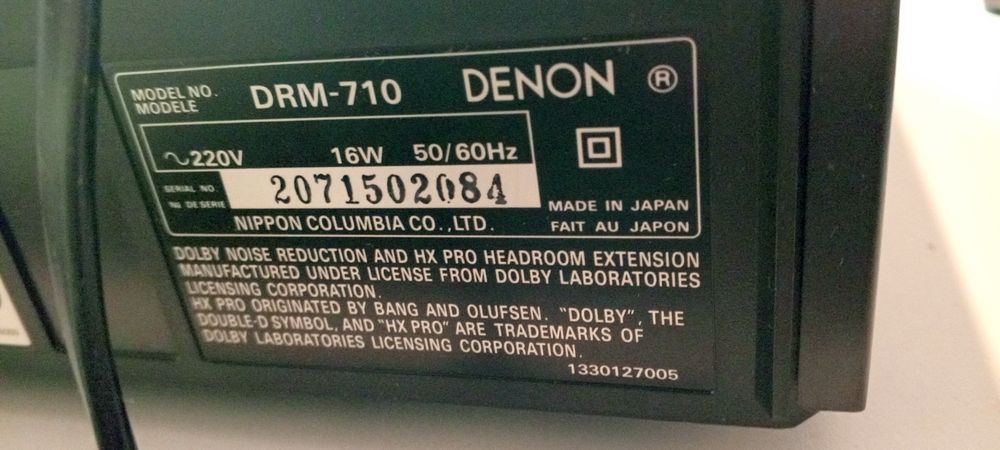 MODEL NO.
MODELE
DRM-710
DENON ®
~220V 16W 50/60Hz
SERIAL NO.
NO DE SERIE
2071502084
NIPPON COLUMBIA CO.,LTD.
MADE IN JAPAN
FAIT AU JAPON
DOLBY NOISE REDUCTION AND HX PRO HEADROOM EXTENSION
MANUFACTURED UNDER LICENSE FROM DOLBY LABORATORIES
LICENSING CORPORATION.
HX PRO ORIGINATED BY BANG AND OLUFSEN. "DOLBY", THE
DOUBLE-D SYMBOL, AND "HX PRO" ARE TRADEMARKS OF
DOLBY LABORATORIES LICENSING CORPORATION.
1330127005